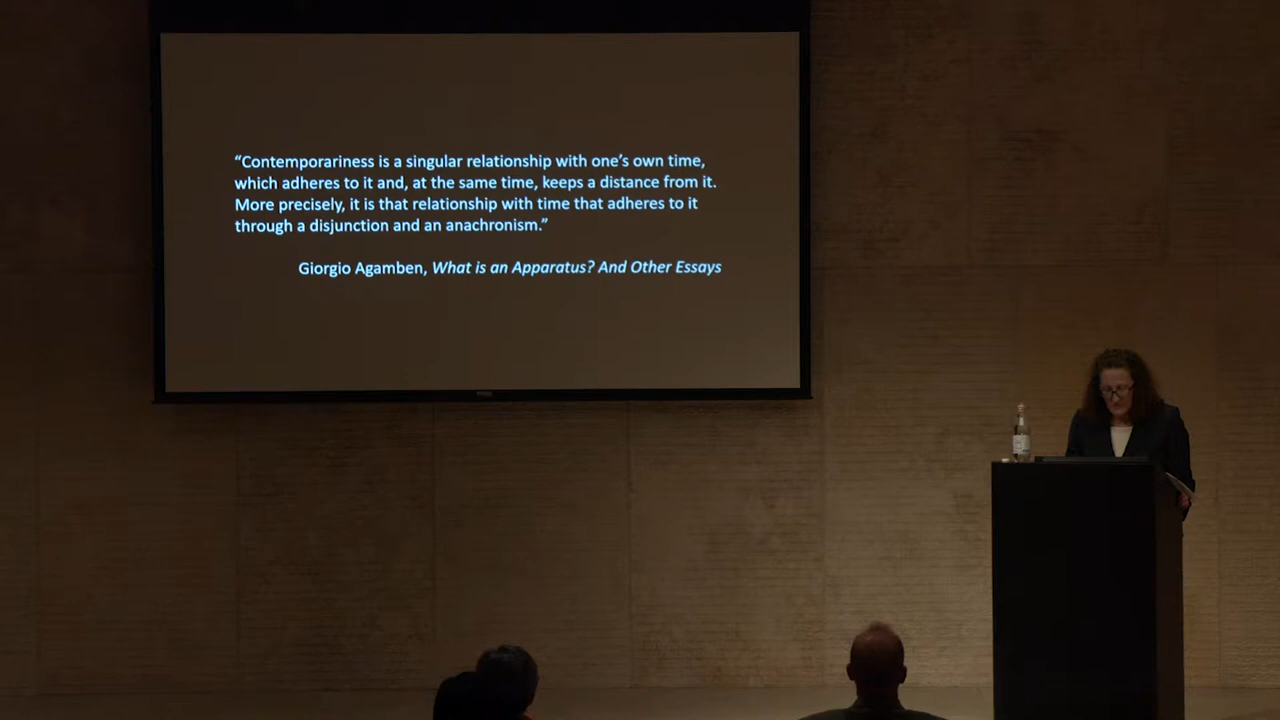 “Contemporariness is a singular relationship with one’s own time,
which adheres to it and, at the same time, keeps a distance from it.
More precisely, it is that relationship with time that adheres to it
through a disjunction and an anachronism.”
Giorgio Agamben, What is an Apparatus? And Other Essays